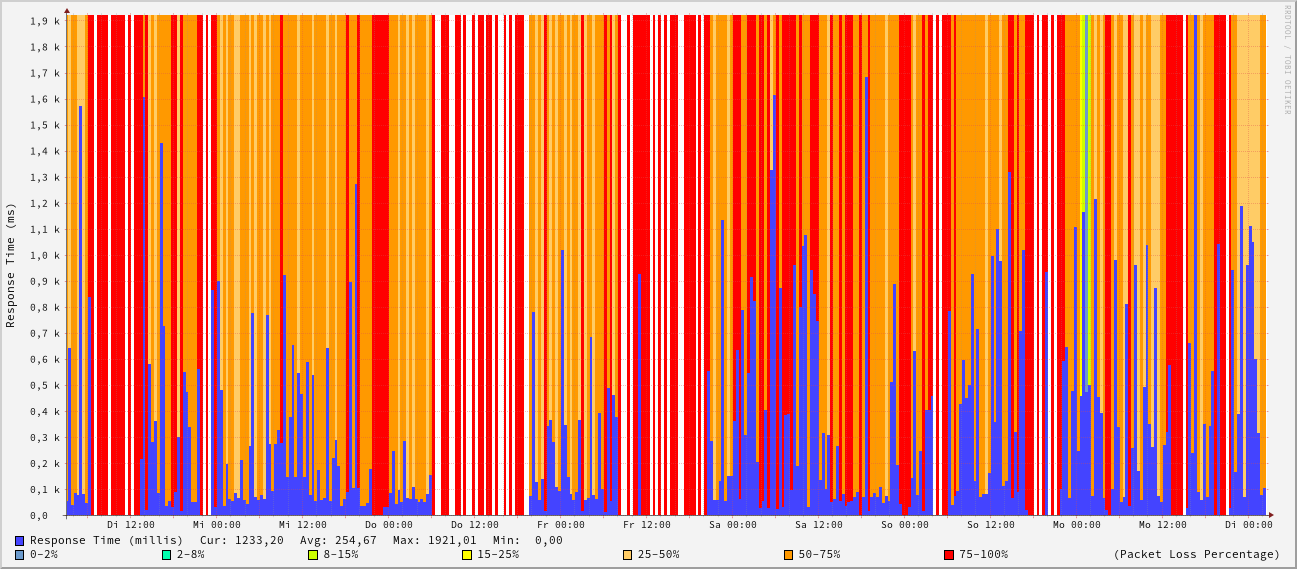 RRDTOOL / TOBI OETIKER
Response Time (ms)
1,9 k
1,8 k
1,7 k
1,6 k
1,5 k
1,4 k
1,3 k
1,2 k
1,1 k
1,0 k
0,9 k
0,8 k
0,7 k
0,6 k
0,5 k
0,4 k
0,3 k
0,2 k
0,1 k
0,0
Di 12:00 Mi 00:00 Mi 12:00 Do 00:00 Do 12:00 Fr 00:00 Fr 12:00 Sa 00:00 Sa 12:00 So 00:00 So 12:00 Mo 00:00 Mo 12:00 Di 00:00
Response Time (millis) Cur: 1233,20 Avg: 254,67 Max: 1921,01 Min: 0,00
0-2% 2-8% 8-15% 15-25% 25-50% 50-75% 75-100% (Packet Loss Percentage)